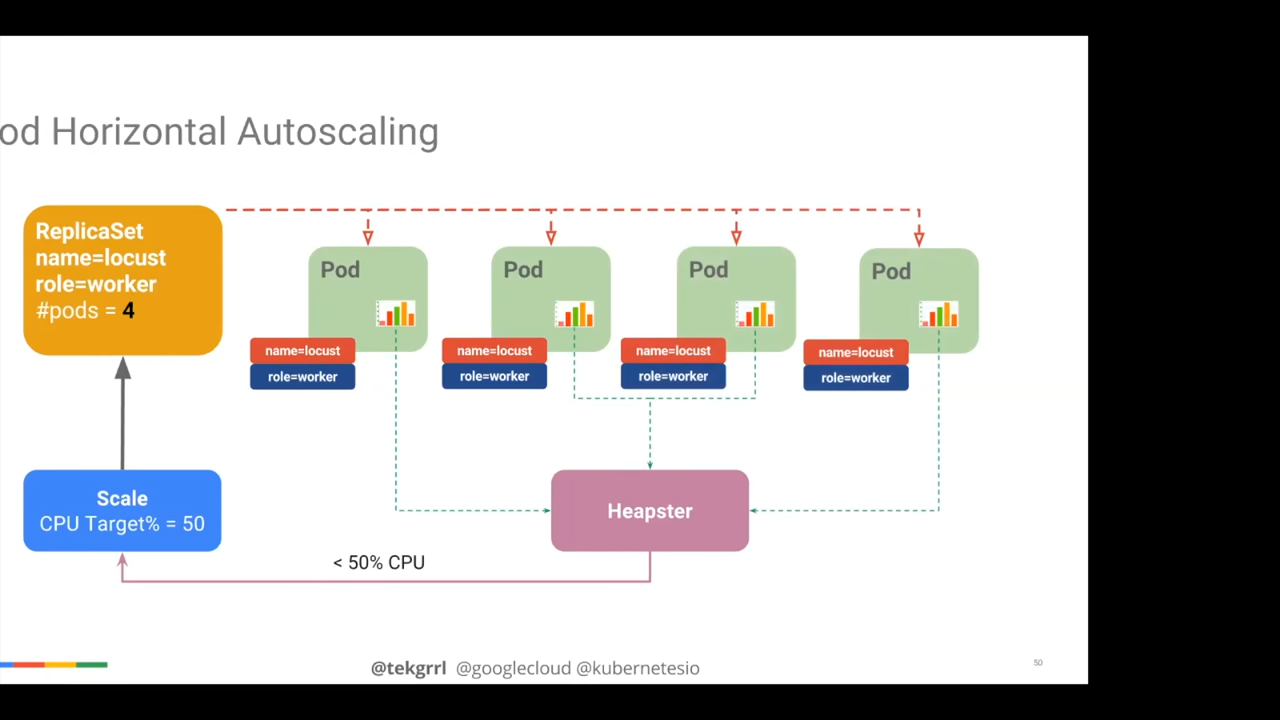 od Horizontal Autoscaling
ReplicaSet
name=locust
role=worker
#pods = 4
Pod
Pod
Pod
Pod
name=locust
role=worker
name=locust
role=worker
name=locust
role=worker
name=locust
role=worker
Scale
CPU Target% = 50
Heapster
< 50% CPU
@tekgrrl @googlecloud @kubernetesio
50